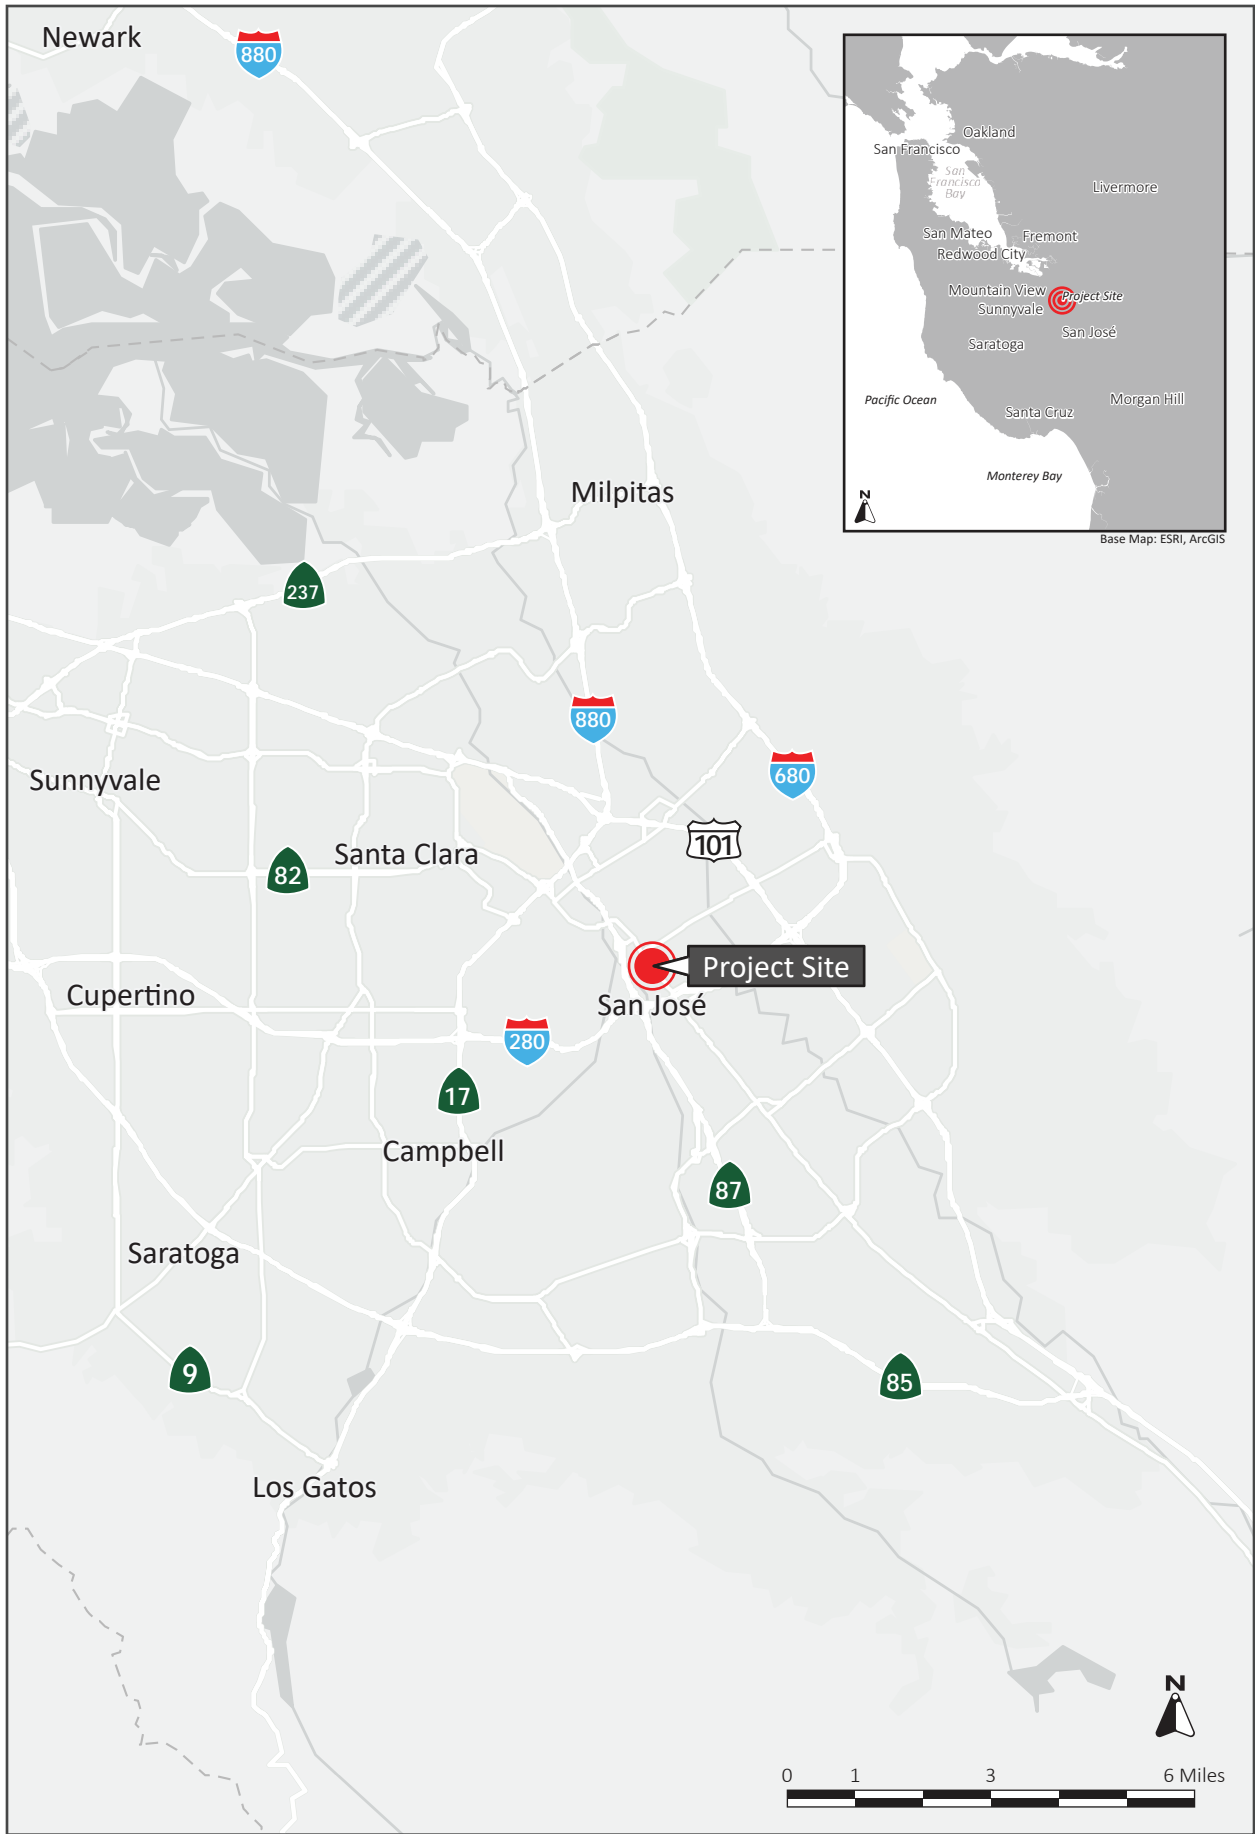 Newark
880
Oakland
San Francisco
San
Francisco
Bay
Livermore
San Mateo
Fremont
Redwood City
Mountain View
Project Site
Sunnyvale
San José
Saratoga
Pacific Ocean
Morgan Hill
Santa Cruz
Monterey Bay
N
Base Map: ESRI, ArcGIS
Milpitas
237
880
680
Sunnyvale
101
Santa Clara
82
Project Site
Cupertino
San José
280
17
Campbell
87
Saratoga
9
85
Los Gatos
N
0 1 3 6 Miles